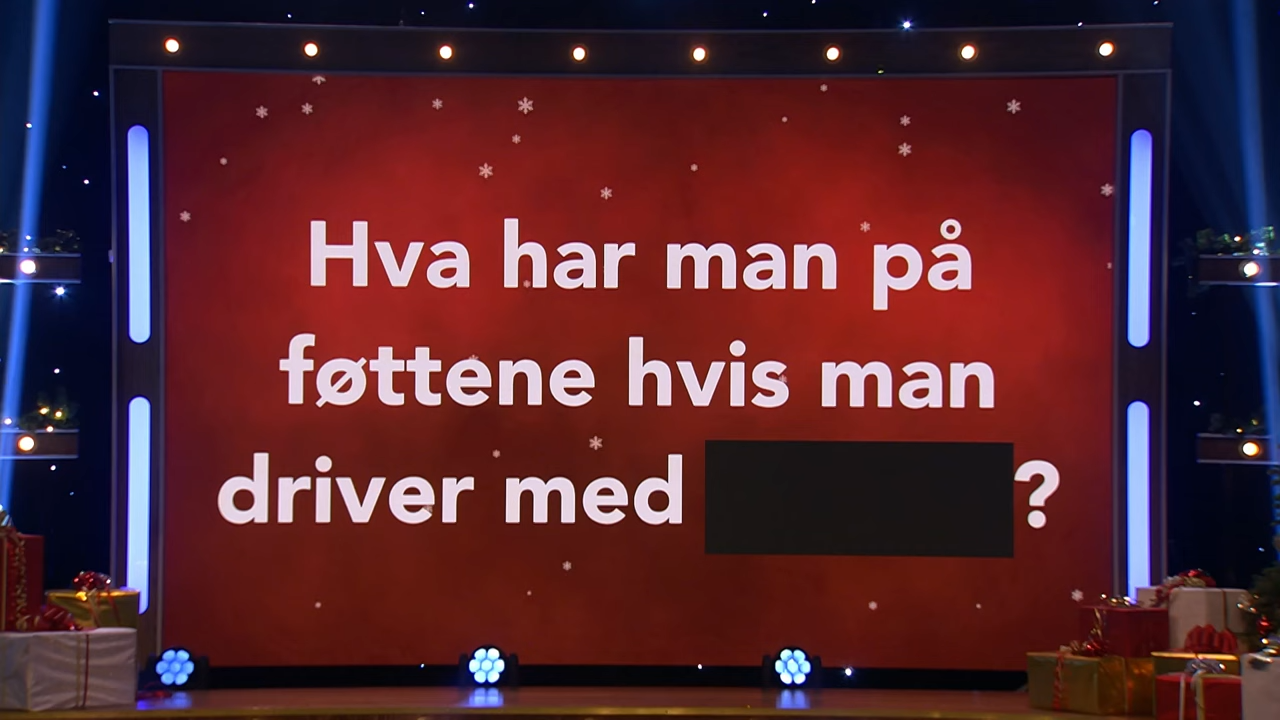 Hva har man på
føttene hvis man
driver med ?